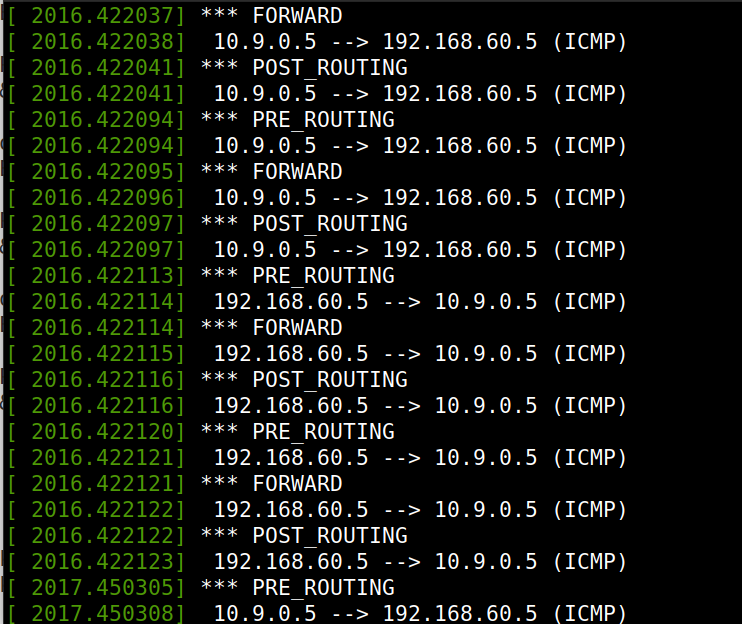 [ 2016.422037] *** FORWARD
[ 2016.422038]  10.9.0.5 --> 192.168.60.5 (ICMP)
[ 2016.422041] *** POST_ROUTING
[ 2016.422041]  10.9.0.5 --> 192.168.60.5 (ICMP)
[ 2016.422094] *** PRE_ROUTING
[ 2016.422094]  10.9.0.5 --> 192.168.60.5 (ICMP)
[ 2016.422095] *** FORWARD
[ 2016.422096]  10.9.0.5 --> 192.168.60.5 (ICMP)
[ 2016.422097] *** POST_ROUTING
[ 2016.422097]  10.9.0.5 --> 192.168.60.5 (ICMP)
[ 2016.422113] *** PRE_ROUTING
[ 2016.422114]  192.168.60.5 --> 10.9.0.5 (ICMP)
[ 2016.422114] *** FORWARD
[ 2016.422115]  192.168.60.5 --> 10.9.0.5 (ICMP)
[ 2016.422116] *** POST_ROUTING
[ 2016.422116]  192.168.60.5 --> 10.9.0.5 (ICMP)
[ 2016.422120] *** PRE_ROUTING
[ 2016.422121]  192.168.60.5 --> 10.9.0.5 (ICMP)
[ 2016.422121] *** FORWARD
[ 2016.422122]  192.168.60.5 --> 10.9.0.5 (ICMP)
[ 2016.422122] *** POST_ROUTING
[ 2016.422123]  192.168.60.5 --> 10.9.0.5 (ICMP)
[ 2017.450305] *** PRE_ROUTING
[ 2017.450308]  10.9.0.5 --> 192.168.60.5 (ICMP)